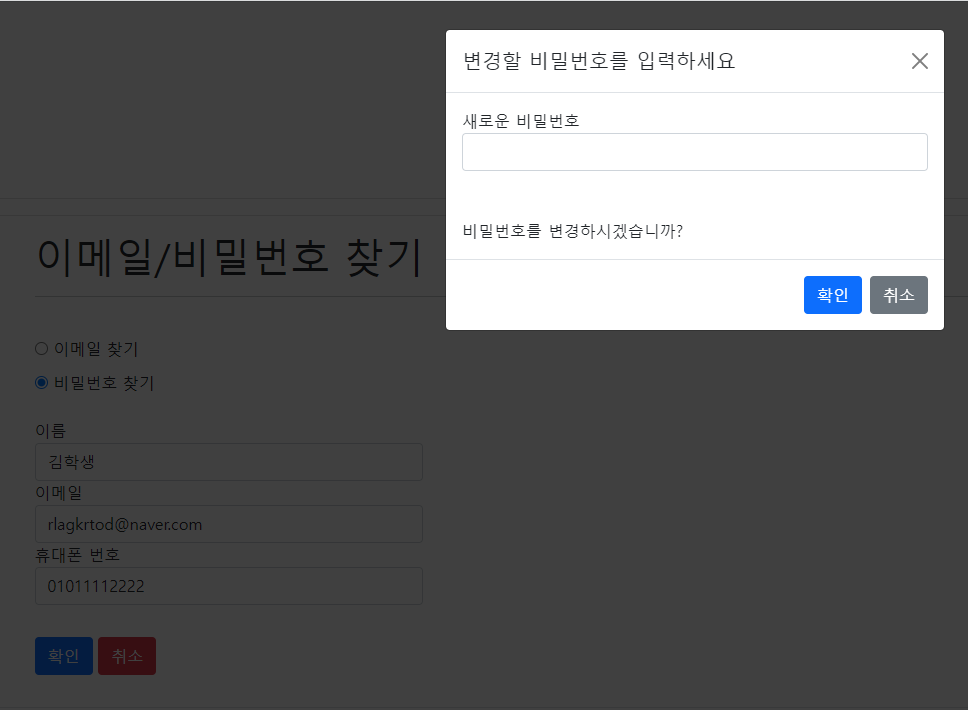 변경할 비밀번호를 입력하세요
새로운 비밀번호
비밀번호를 변경하시겠습니까?
확인 취소
이메일/비밀번호 찾기
이메일 찾기
비밀번호 찾기
이름
김학생
이메일
rlagkrtod@naver.com
휴대폰 번호
01011112222
확인 취소